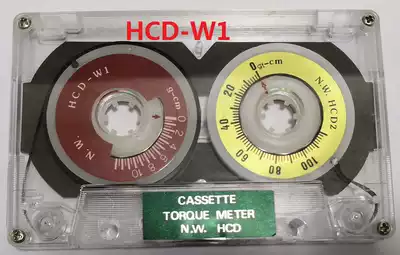 HCD-W1
HCD-W1
g-cm
N.W.
0 2 4 6 8 10
0 g-cm
20
40
60
80
100
N.W. HCD2
CASSETTE
TORQUE METER
N.W. HCD